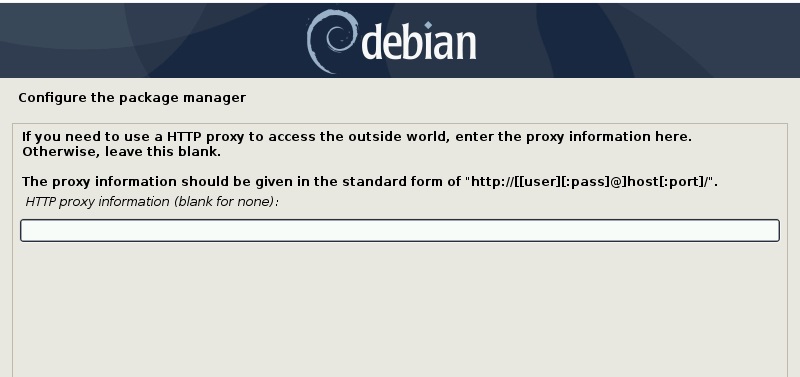 debian
Configure the package manager
If you need to use a HTTP proxy to access the outside world, enter the proxy information here.
Otherwise, leave this blank.
The proxy information should be given in the standard form of "http://[[user][:pass]@]host[:port]/".
HTTP proxy information (blank for none):